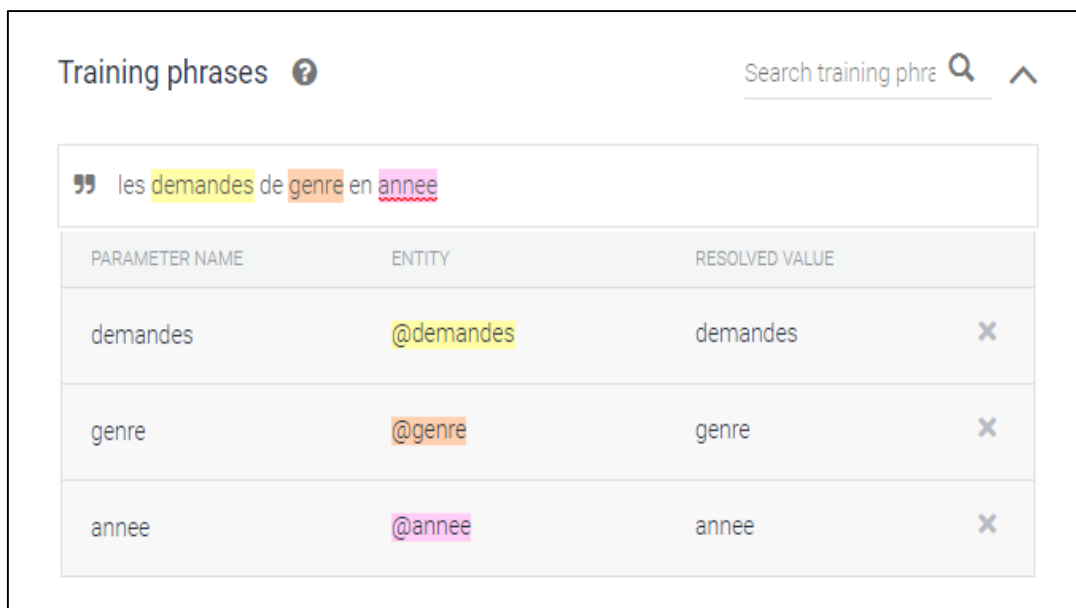 Training phrases ?
Search training phra
❞ les demandes de genre en annee
PARAMETER NAME ENTITY RESOLVED VALUE
demandes @demandes demandes ×
genre @genre genre ×
annee @annee annee ×